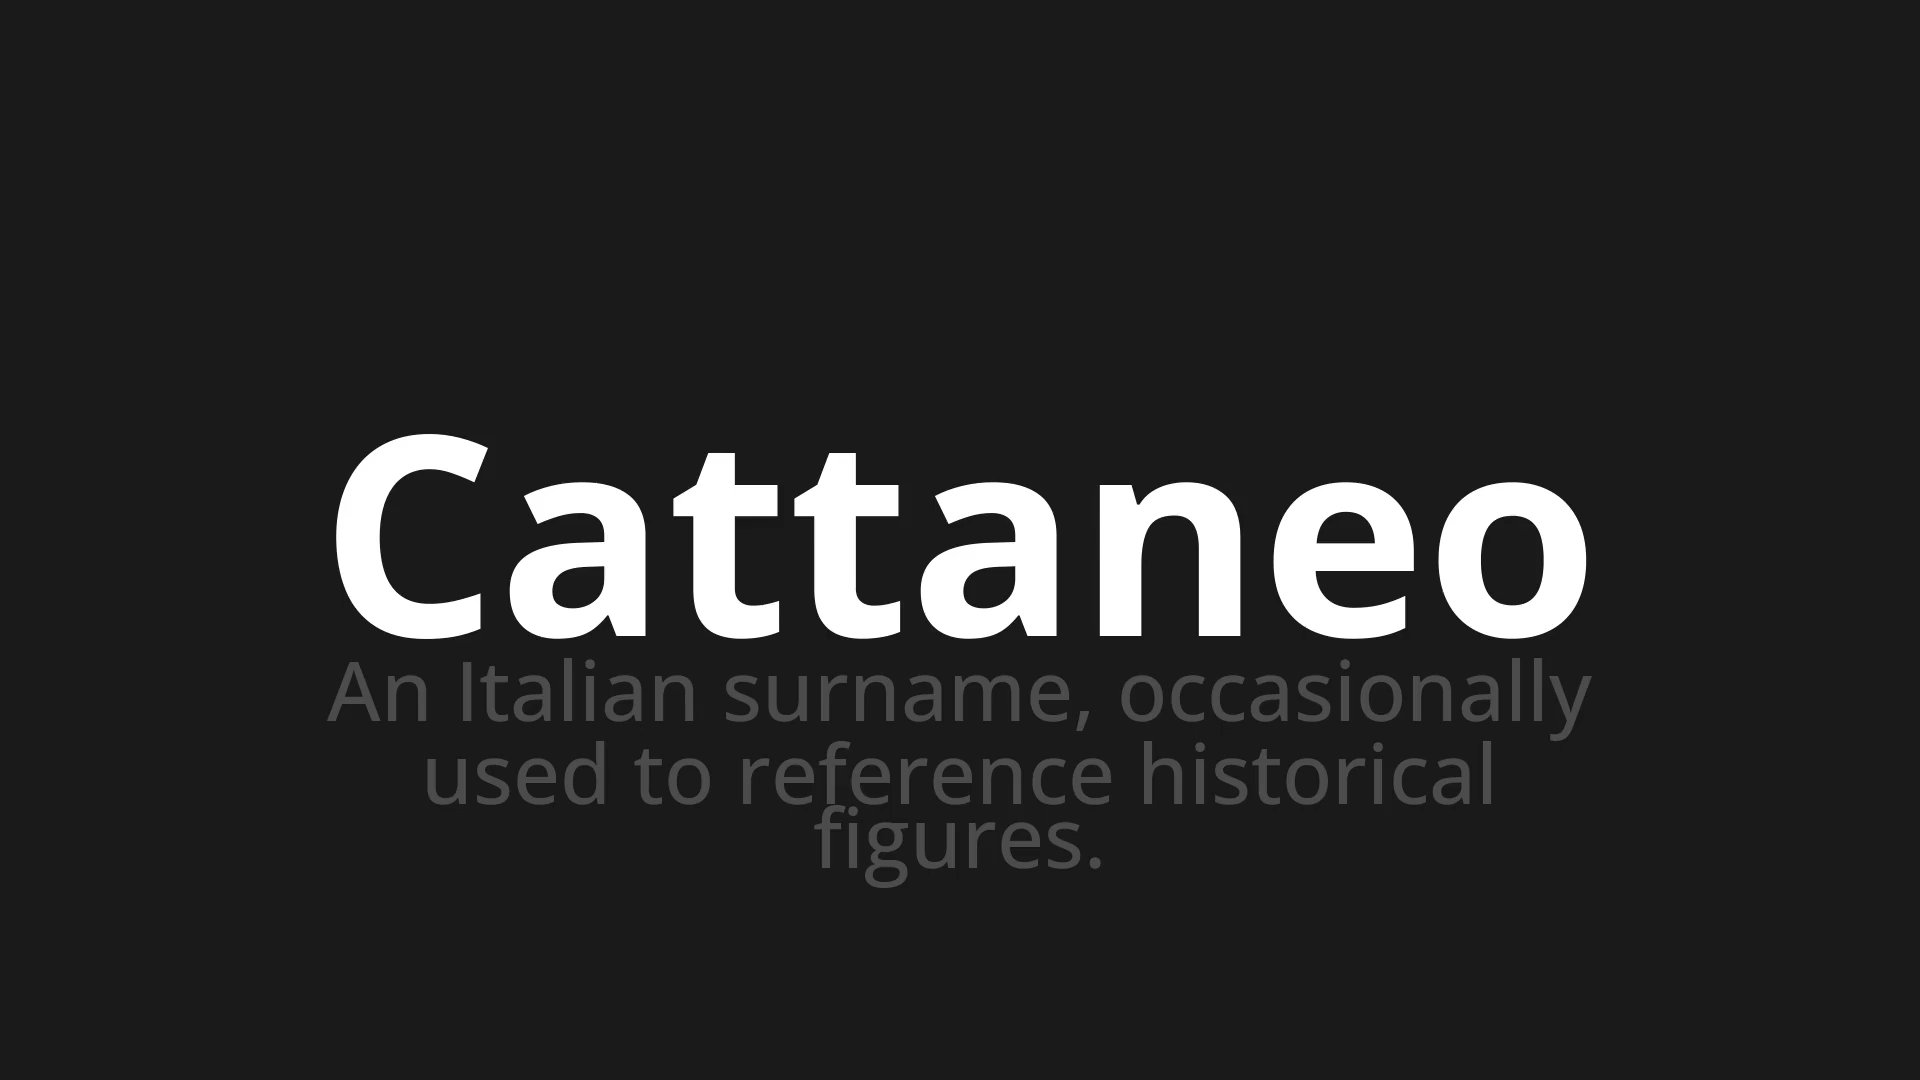 Cattaneo
An Italian surname, occasionally
used to reference historical
figures.